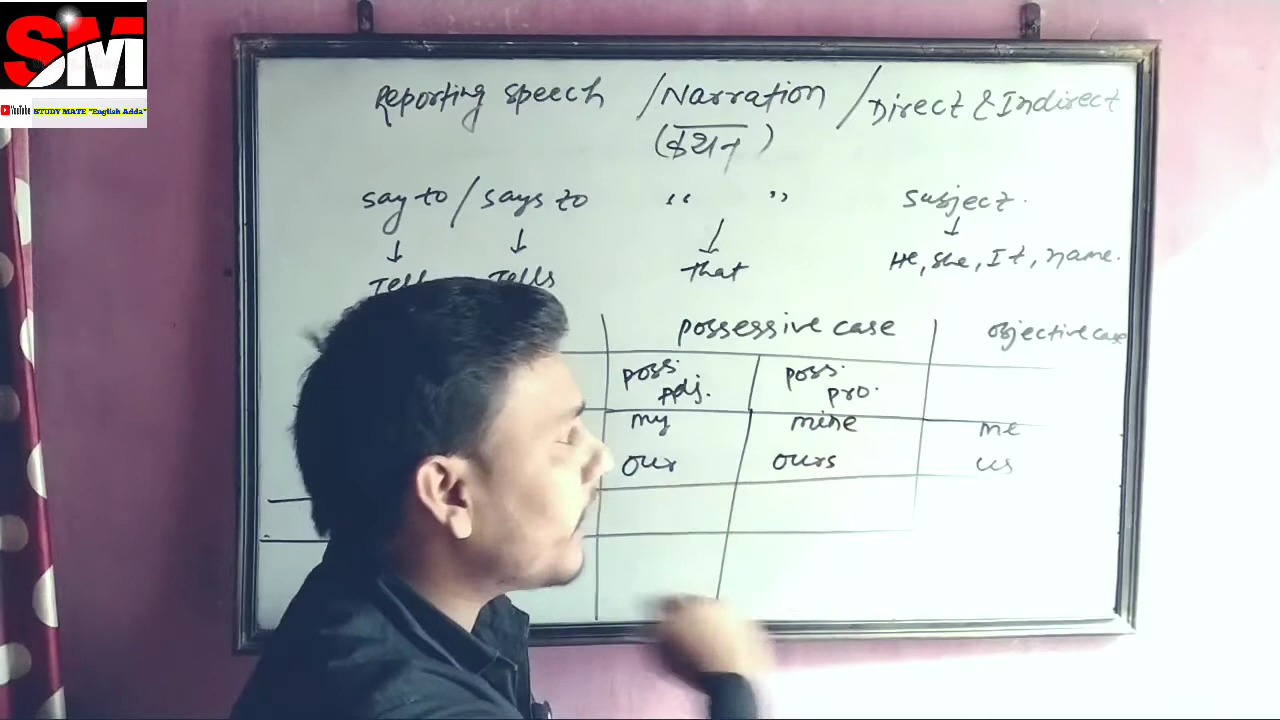 SM
YouTube STUDY MATE "English Adda"
Reporting speech / Narration / Direct & Indirect
(कथन)
say to / says to “ ” Subject.
Tell Tells That He, she, It, name.
possessive case objective case
poss. Adj. poss. pro.
my mine me
our ours us